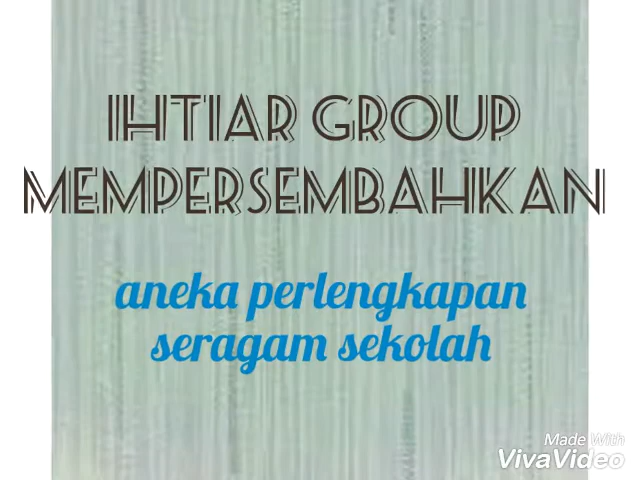 IHTIAR GROUP
MEMPERSEMBAHKAN
aneka perlengkapan
seragam sekolah
Made With
VivaVideo